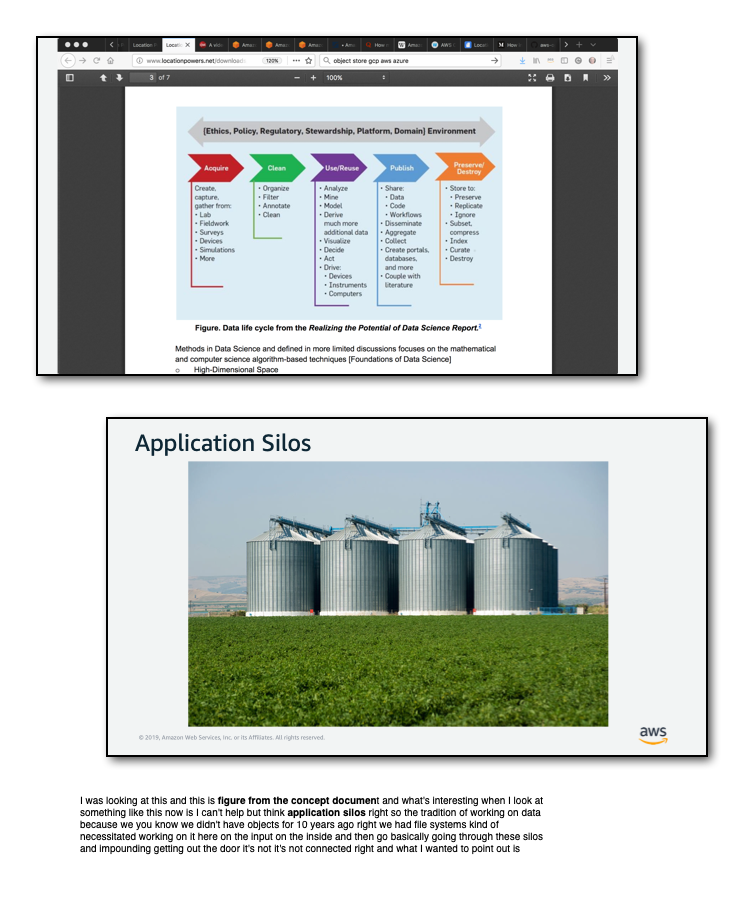 Location
Locatio
A visu
Amaz
Amaz
Amaz
Amaz
How
Amaz
AWS
Locat
How t
aws
www.locationpowers.net/download
120%
object store gcp aws azure
3 of 7
100%
[Ethics, Policy, Regulatory, Stewardship, Platform, Domain] Environment
Acquire
Create,
capture,
gather from:
• Lab
• Fieldwork
• Surveys
• Devices
• Simulations
• More
Clean
• Organize
• Filter
• Annotate
• Clean
Use/Reuse
• Analyze
• Mine
• Model
• Derive
much more
additional data
• Visualize
• Decide
• Act
• Drive:
• Devices
• Instruments
• Computers
Publish
• Share:
• Data
• Code
• Workflows
• Disseminate
• Aggregate
• Collect
• Create portals,
databases,
and more
• Couple with
literature
Preserve/
Destroy
• Store to:
• Preserve
• Replicate
• Ignore
• Subset,
compress
• Index
• Curate
• Destroy
Figure. Data life cycle from the Realizing the Potential of Data Science Report.²
Methods in Data Science and defined in more limited discussions focuses on the mathematical
and computer science algorithm-based techniques [Foundations of Data Science]
o High-Dimensional Space
Application Silos
© 2019, Amazon Web Services, Inc. or its Affiliates. All rights reserved.
aws
I was looking at this and this is figure from the concept document and what's interesting when I look at
something like this now is I can't help but think application silos right so the tradition of working on data
because we you know we didn't have objects for 10 years ago right we had file systems kind of
necessitated working on it here on the input on the inside and then go basically going through these silos
and impounding getting out the door it's not it's not connected right and what I wanted to point out is